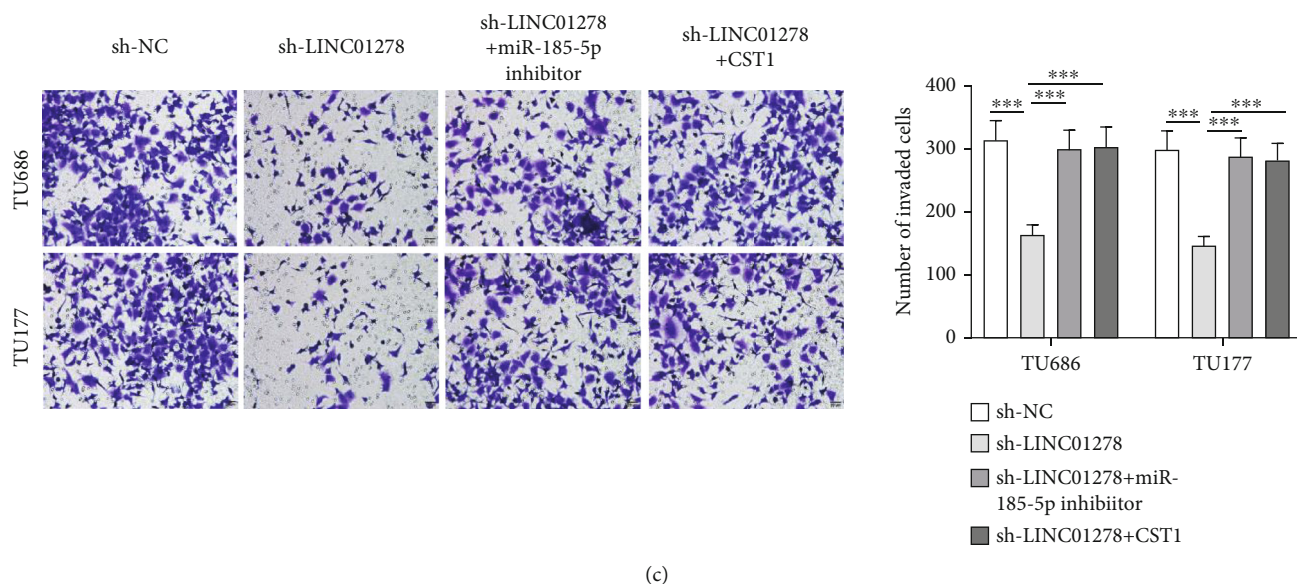 sh-NC
sh-LINC01278
sh-LINC01278
+miR-185-5p
inhibitor
sh-LINC01278
+CST1
TU686
TU177
Number of invaded cells
400
300
200
100
0
***
***
***
***
***
***
TU686
TU177
sh-NC
sh-LINC01278
sh-LINC01278+miR-
185-5p inhibiitor
sh-LINC01278+CST1
(c)